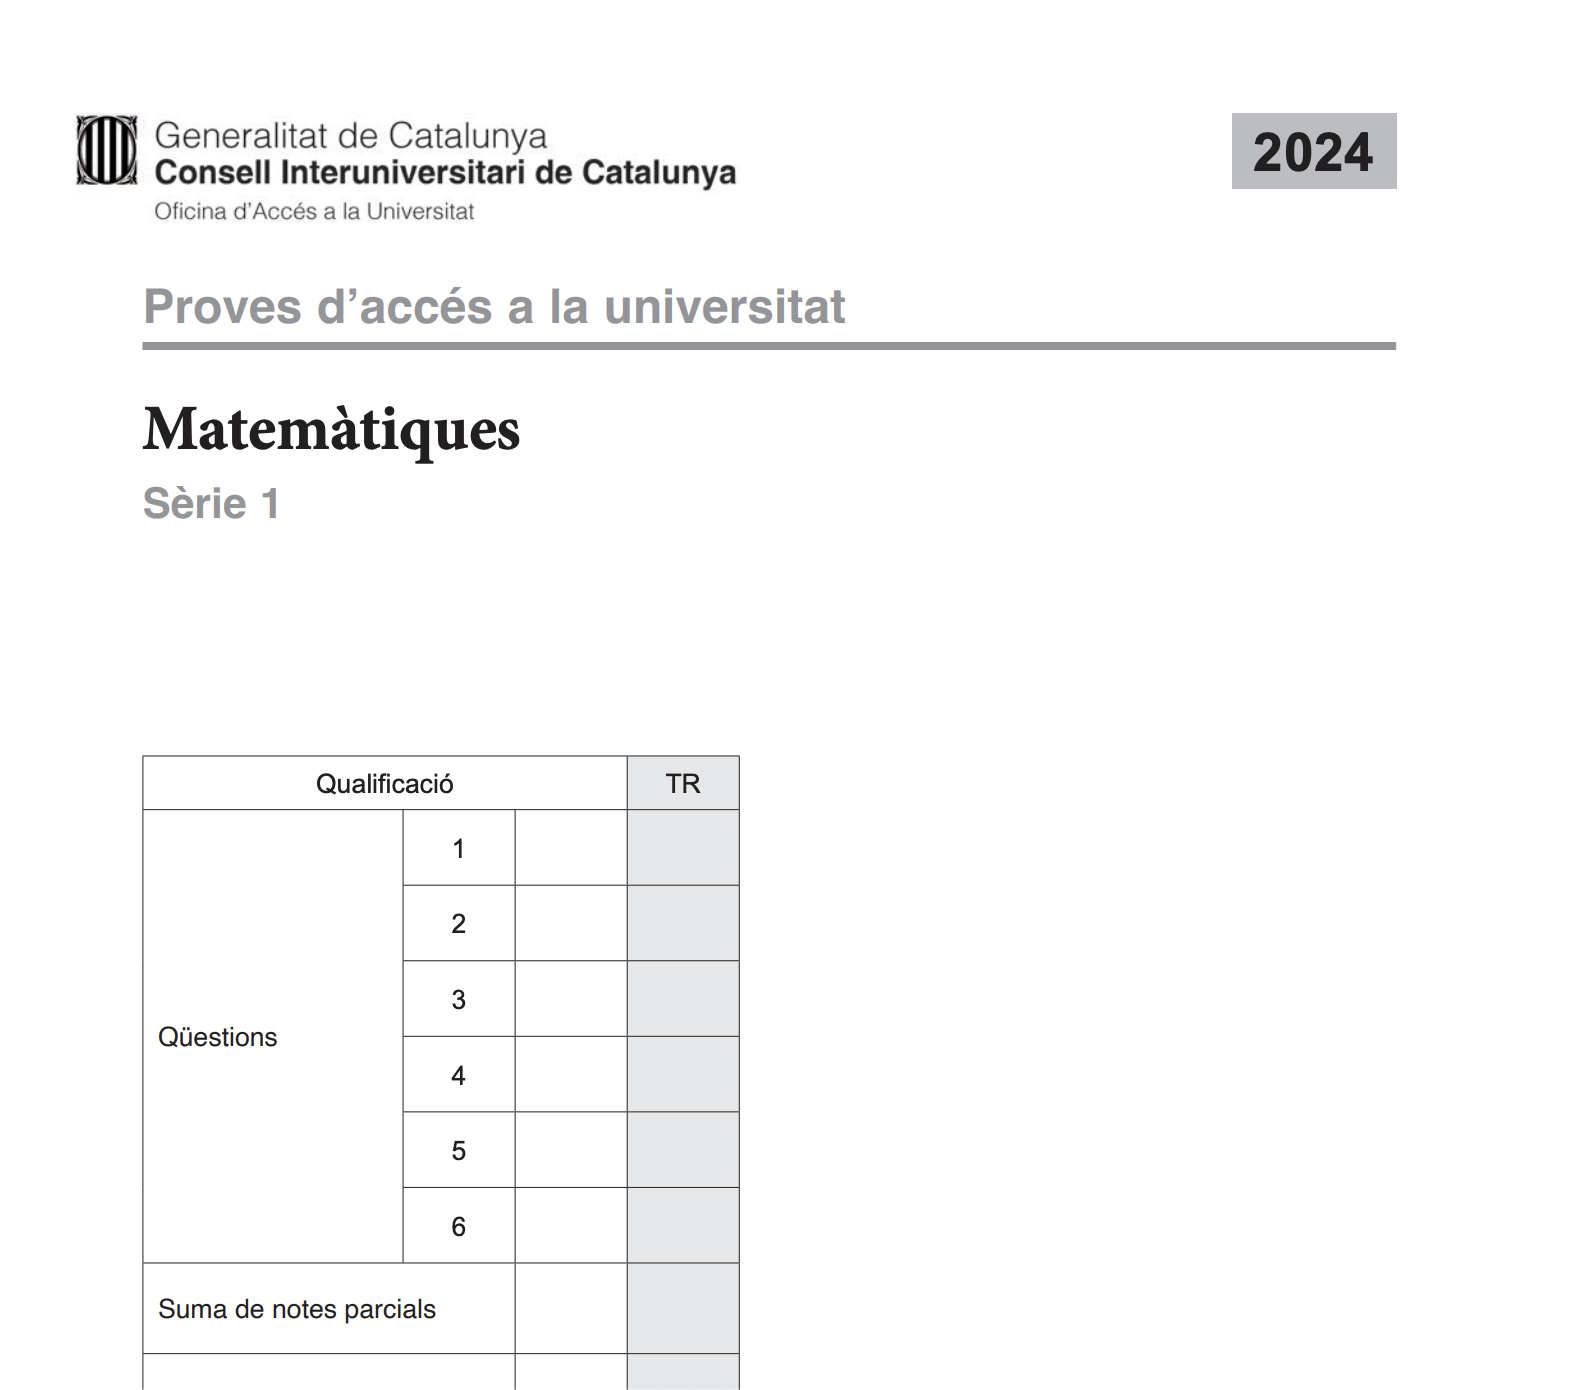 Generalitat de Catalunya
Consell Interuniversitari de Catalunya
Oficina d'Accés a la Universitat
2024
Proves d'accés a la universitat
Matemàtiques
Sèrie 1
Qualificació TR
Qüestions
1
2
3
4
5
6
Suma de notes parcials